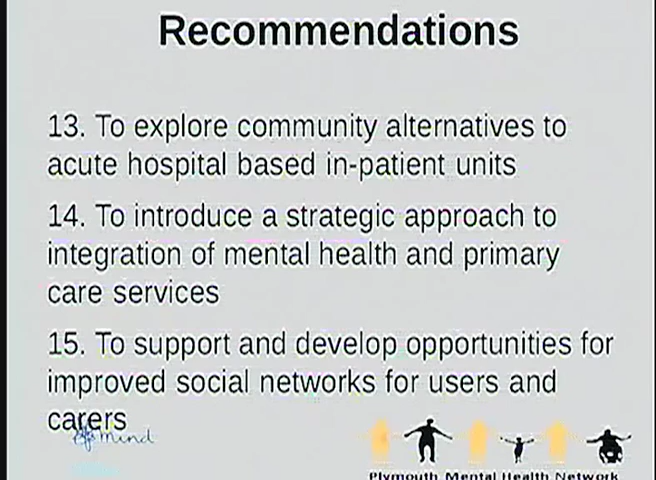 Recommendations
13. To explore community alternatives to
acute hospital based in-patient units
14. To introduce a strategic approach to
integration of mental health and primary
care services
15. To support and develop opportunities for
improved social networks for users and
carers
mind
Plymouth Mental Health Network